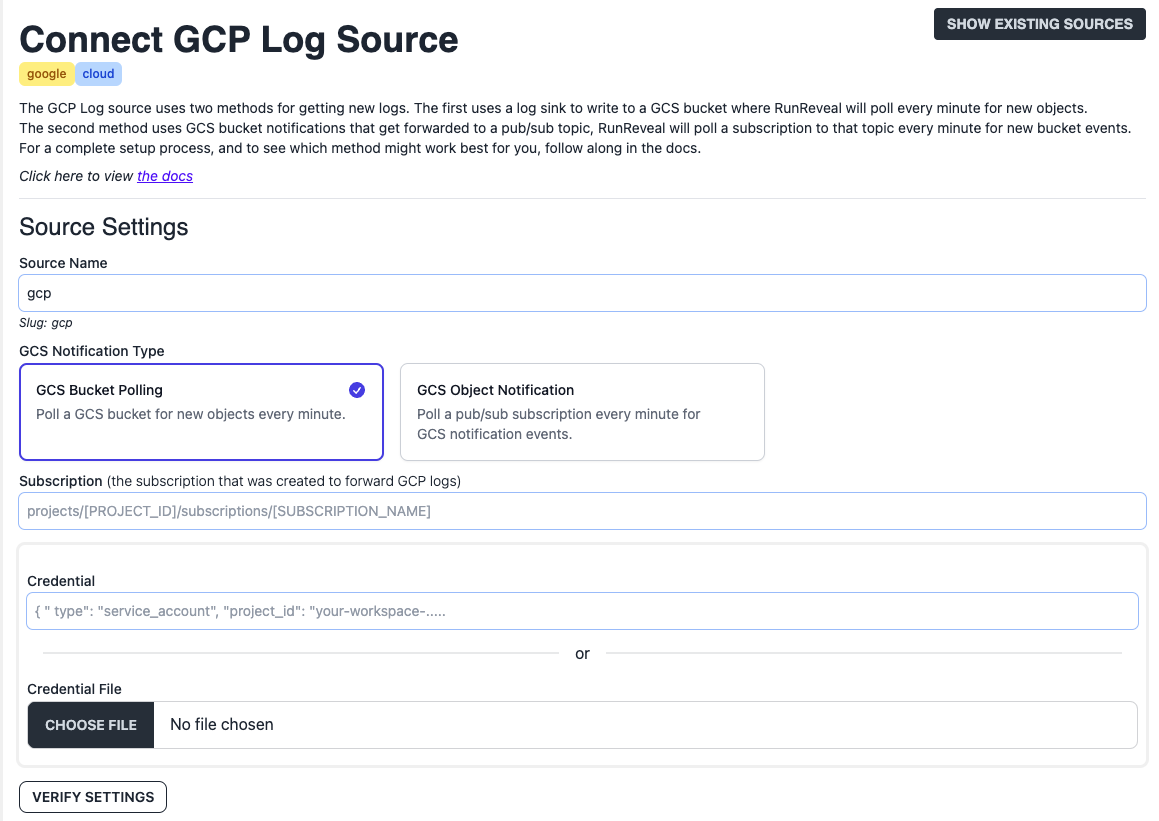 Connect GCP Log Source
SHOW EXISTING SOURCES
google cloud
The GCP Log source uses two methods for getting new logs. The first uses a log sink to write to a GCS bucket where RunReveal will poll every minute for new objects.
The second method uses GCS bucket notifications that get forwarded to a pub/sub topic, RunReveal will poll a subscription to that topic every minute for new bucket events.
For a complete setup process, and to see which method might work best for you, follow along in the docs.
Click here to view the docs
Source Settings
Source Name
gcp
Slug: gcp
GCS Notification Type
GCS Bucket Polling
Poll a GCS bucket for new objects every minute.
GCS Object Notification
Poll a pub/sub subscription every minute for
GCS notification events.
Subscription (the subscription that was created to forward GCP logs)
projects/[PROJECT_ID]/subscriptions/[SUBSCRIPTION_NAME]
Credential
{ " type": "service_account", "project_id": "your-workspace-.....
or
Credential File
CHOOSE FILE No file chosen
VERIFY SETTINGS